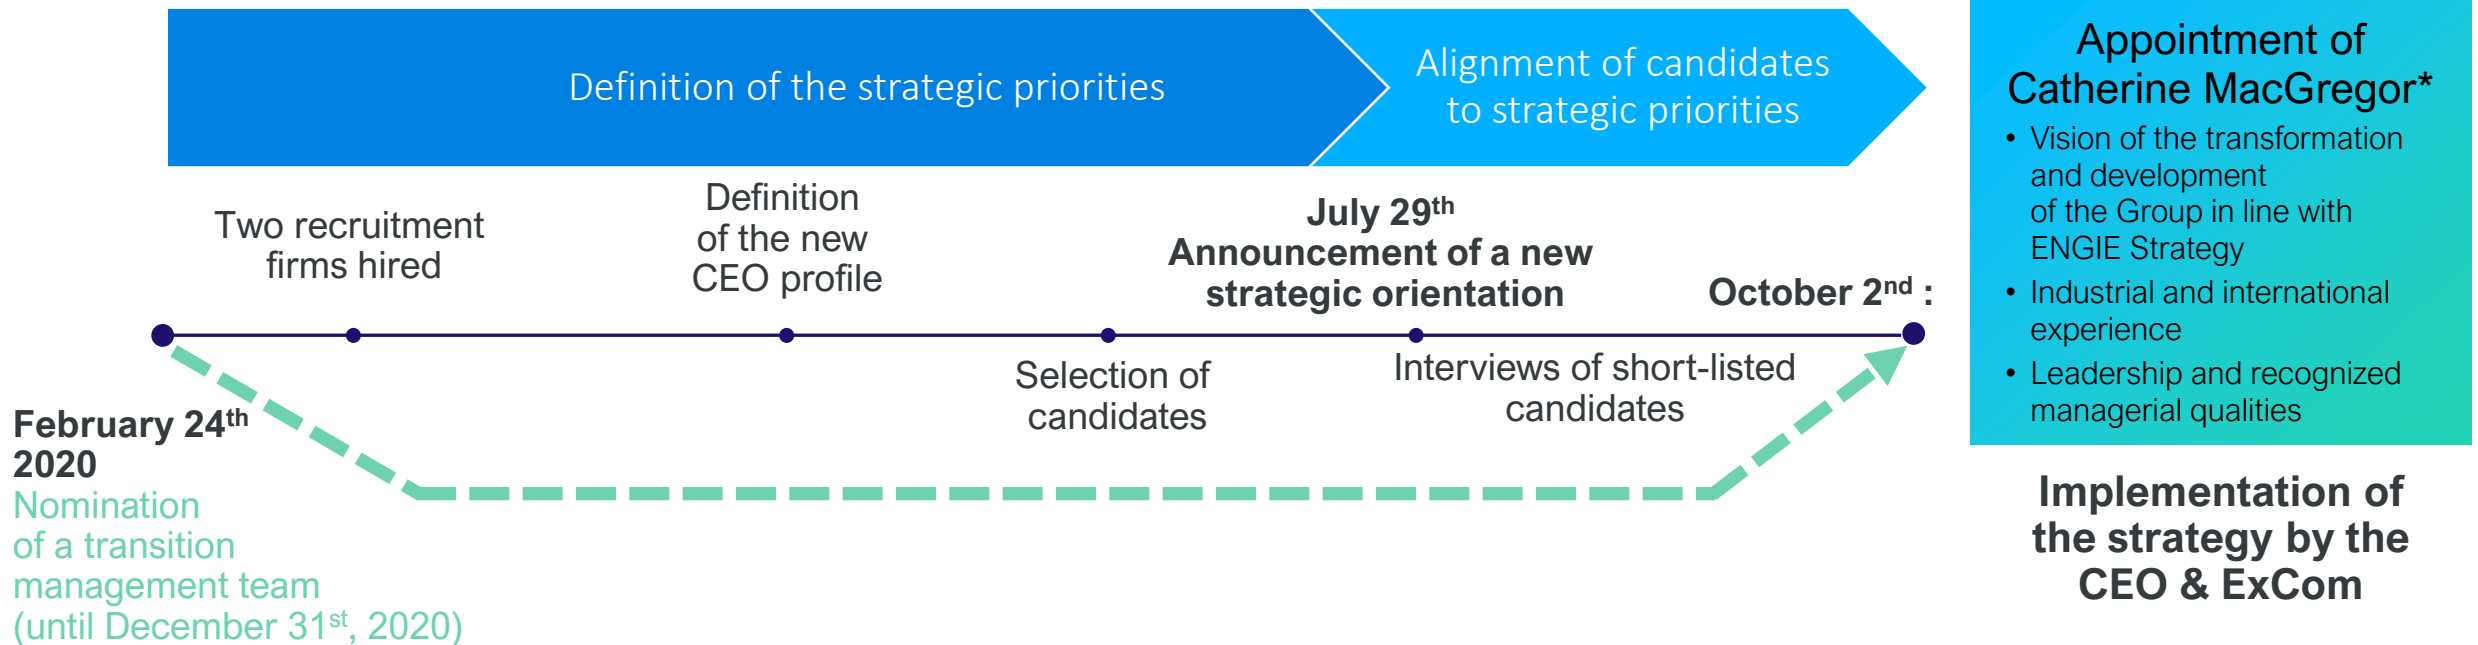 Definition of the strategic priorities
Alignment of candidates
to strategic priorities
Two recruitment
firms hired
Definition
of the new
CEO profile
July 29th
Announcement of a new
strategic orientation
October 2nd :
Selection of
candidates
Interviews of short-listed
candidates
February 24th
2020
Nomination
of a transition
management team
(until December 31st, 2020)
Appointment of
Catherine MacGregor*
• Vision of the transformation
and development
of the Group in line with
ENGIE Strategy
• Industrial and international
experience
• Leadership and recognized
managerial qualities
Implementation of
the strategy by the
CEO & ExCom